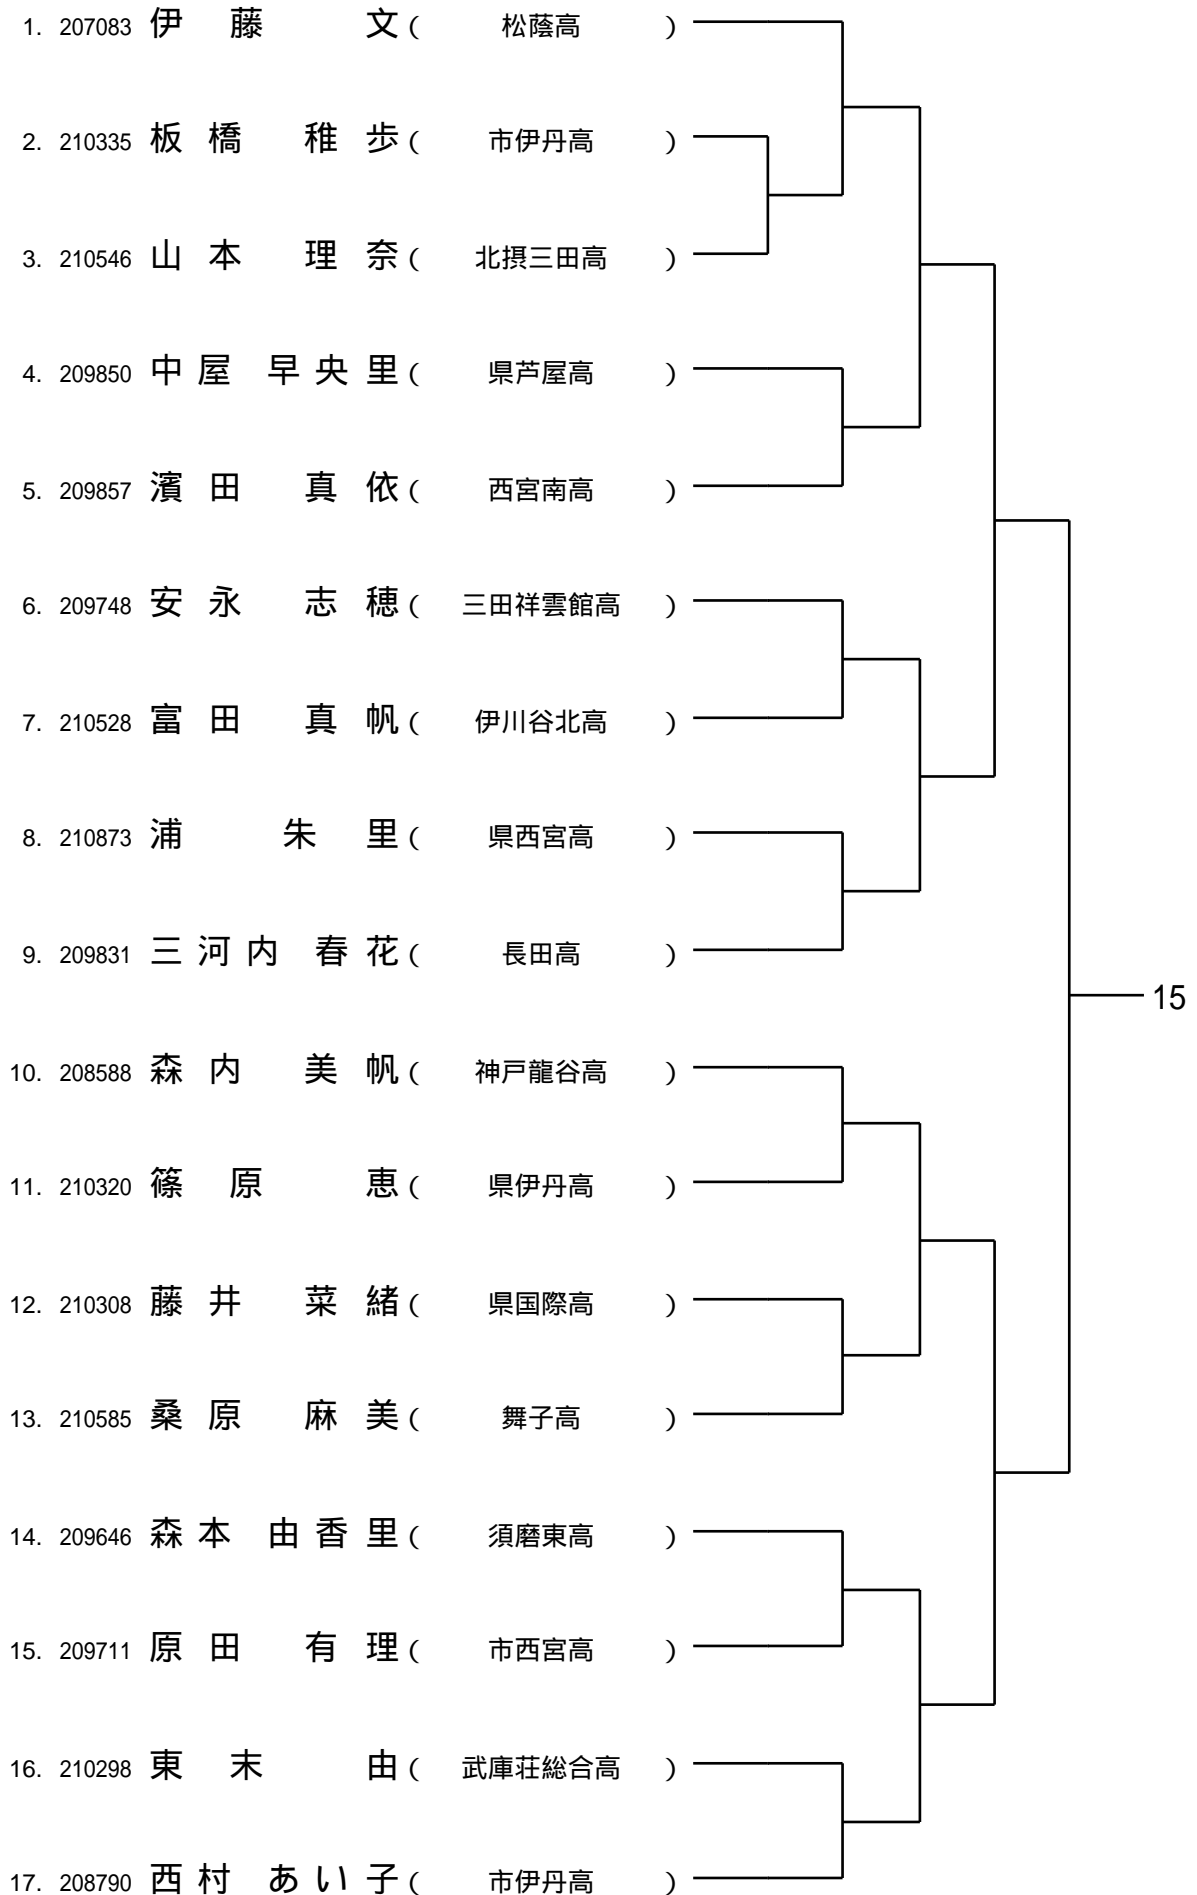 1. 207083 伊藤 文 ( 松蔭高 )
2. 210335 板橋 稚歩 ( 市伊丹高 )
3. 210546 山本 理奈 ( 北摂三田高 )
4. 209850 中屋 早央里 ( 県芦屋高 )
5. 209857 濱田 真依 ( 西宮南高 )
6. 209748 安永 志穂 ( 三田祥雲館高 )
7. 210528 富田 真帆 ( 伊川谷北高 )
8. 210873 浦 朱里 ( 県西宮高 )
9. 209831 三河内 春花 ( 長田高 )
15
10. 208588 森内 美帆 ( 神戸龍谷高 )
11. 210320 篠原 恵 ( 県伊丹高 )
12. 210308 藤井 菜緒 ( 県国際高 )
13. 210585 桑原 麻美 ( 舞子高 )
14. 209646 森本 由香里 ( 須磨東高 )
15. 209711 原田 有理 ( 市西宮高 )
16. 210298 東末 由 ( 武庫荘総合高 )
17. 208790 西村 あい子 ( 市伊丹高 )